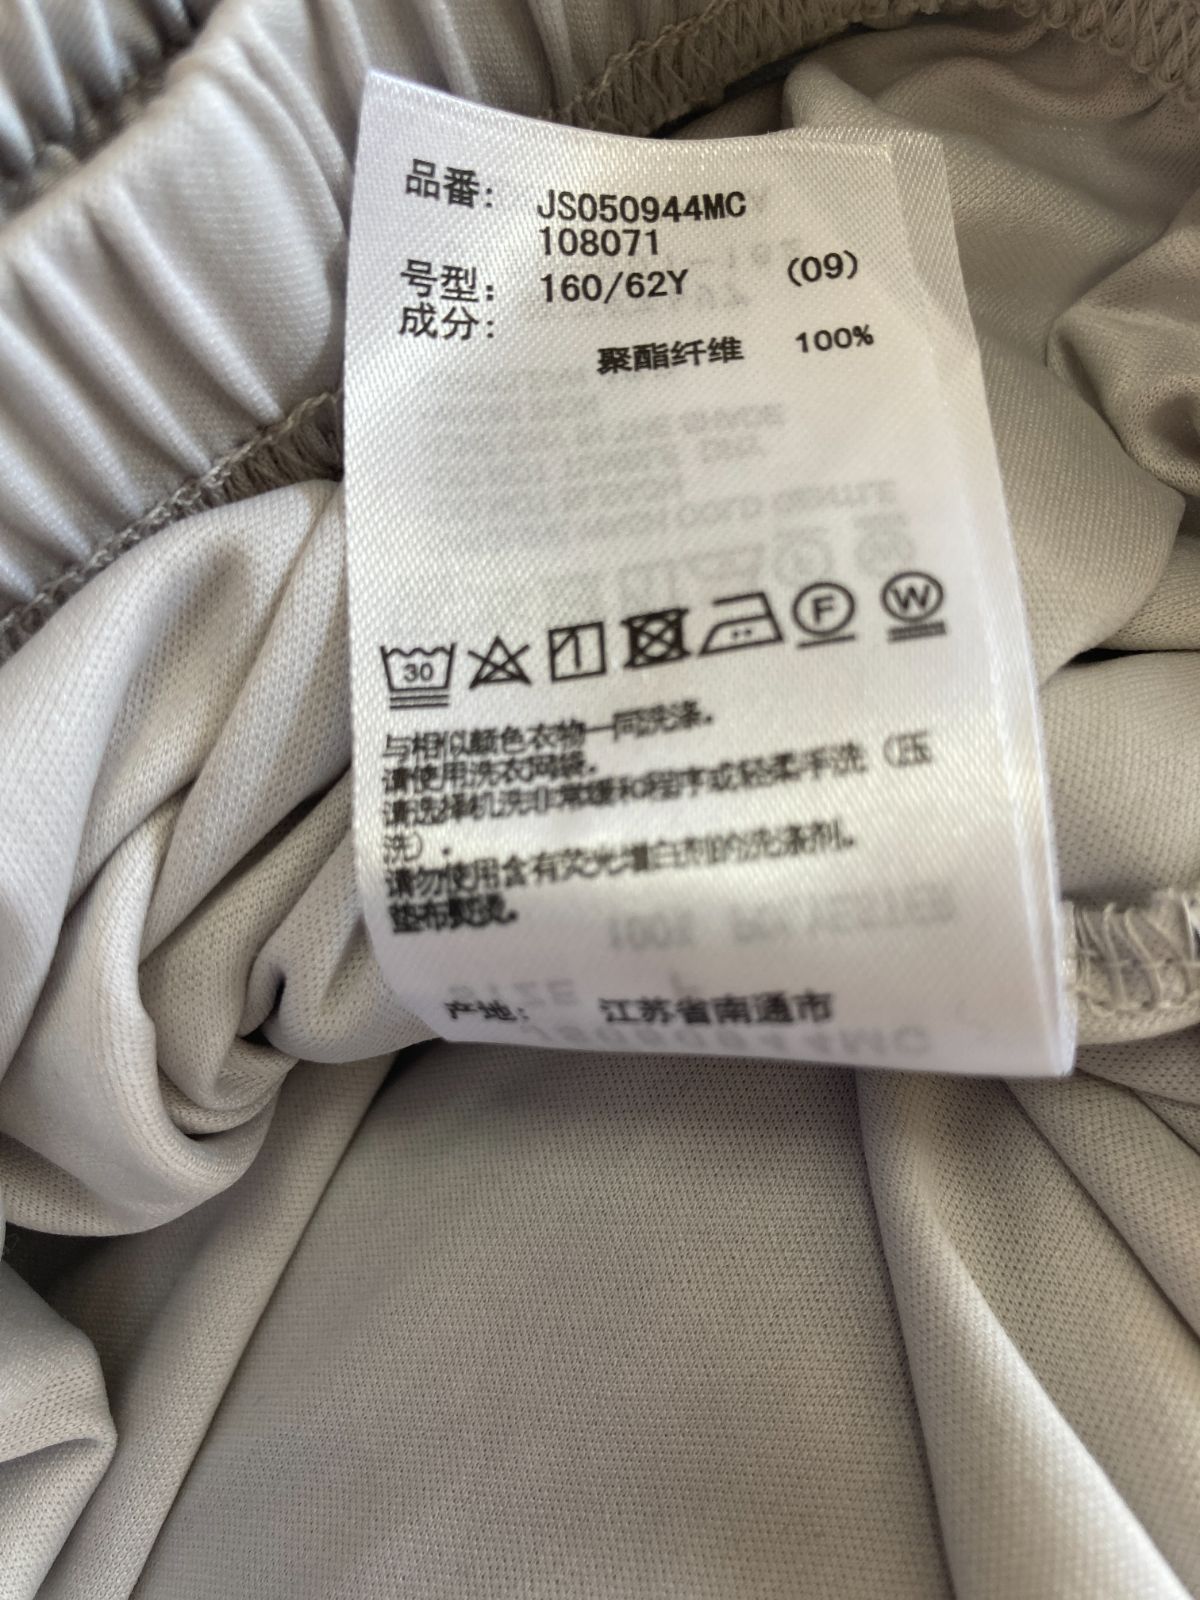 品番: JS050944MC
108071
号型: 160/62Y (09)
成分:
聚酯纤维 100%
30 F W
与相似颜色衣物一同洗涤.
请使用洗衣网袋.
请选择机洗非常缓和程序或轻柔手洗（压
洗）.
请勿使用含有荧光增白剂的洗涤剂.
垫布熨烫.
产地: 江苏省南通市